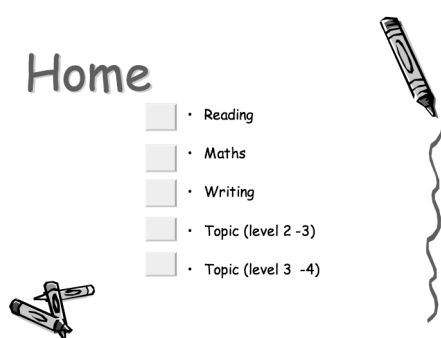 Home
• Reading
• Maths
• Writing
• Topic (level 2 -3)
• Topic (level 3 -4)